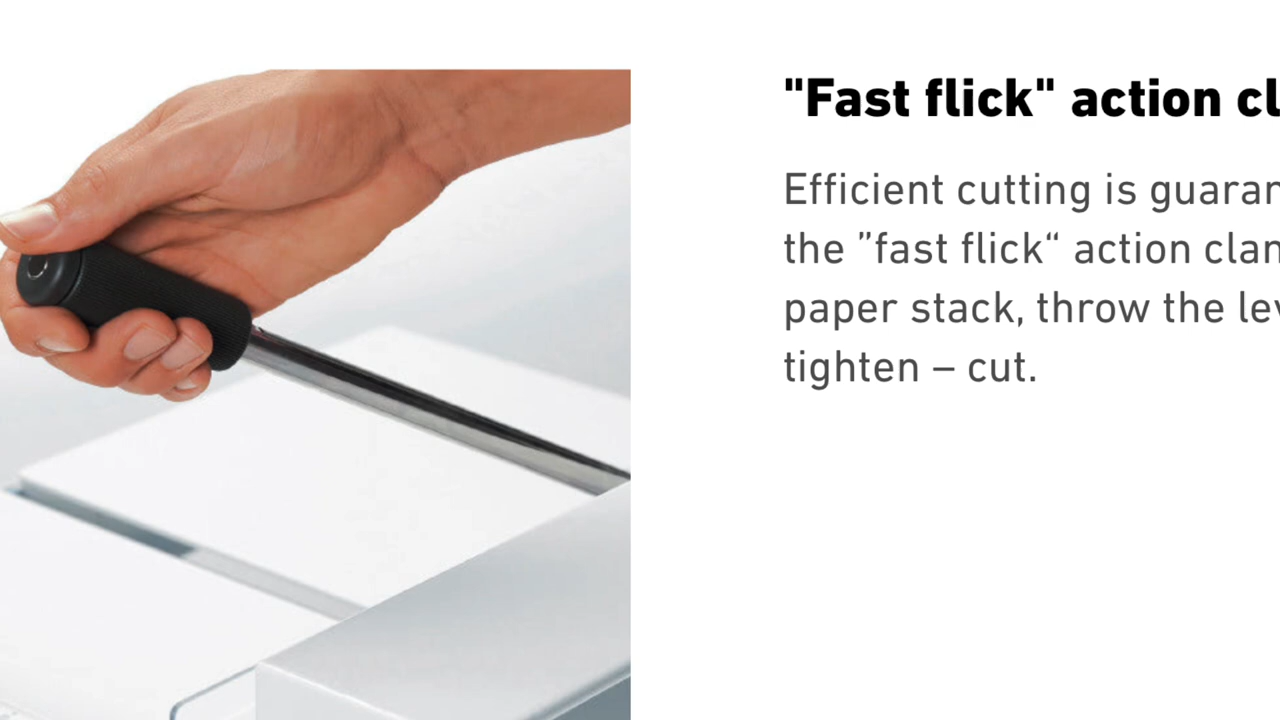 "Fast flick" action cl
Efficient cutting is guaran
the ”fast flick“ action clam
paper stack, throw the lev
tighten – cut.